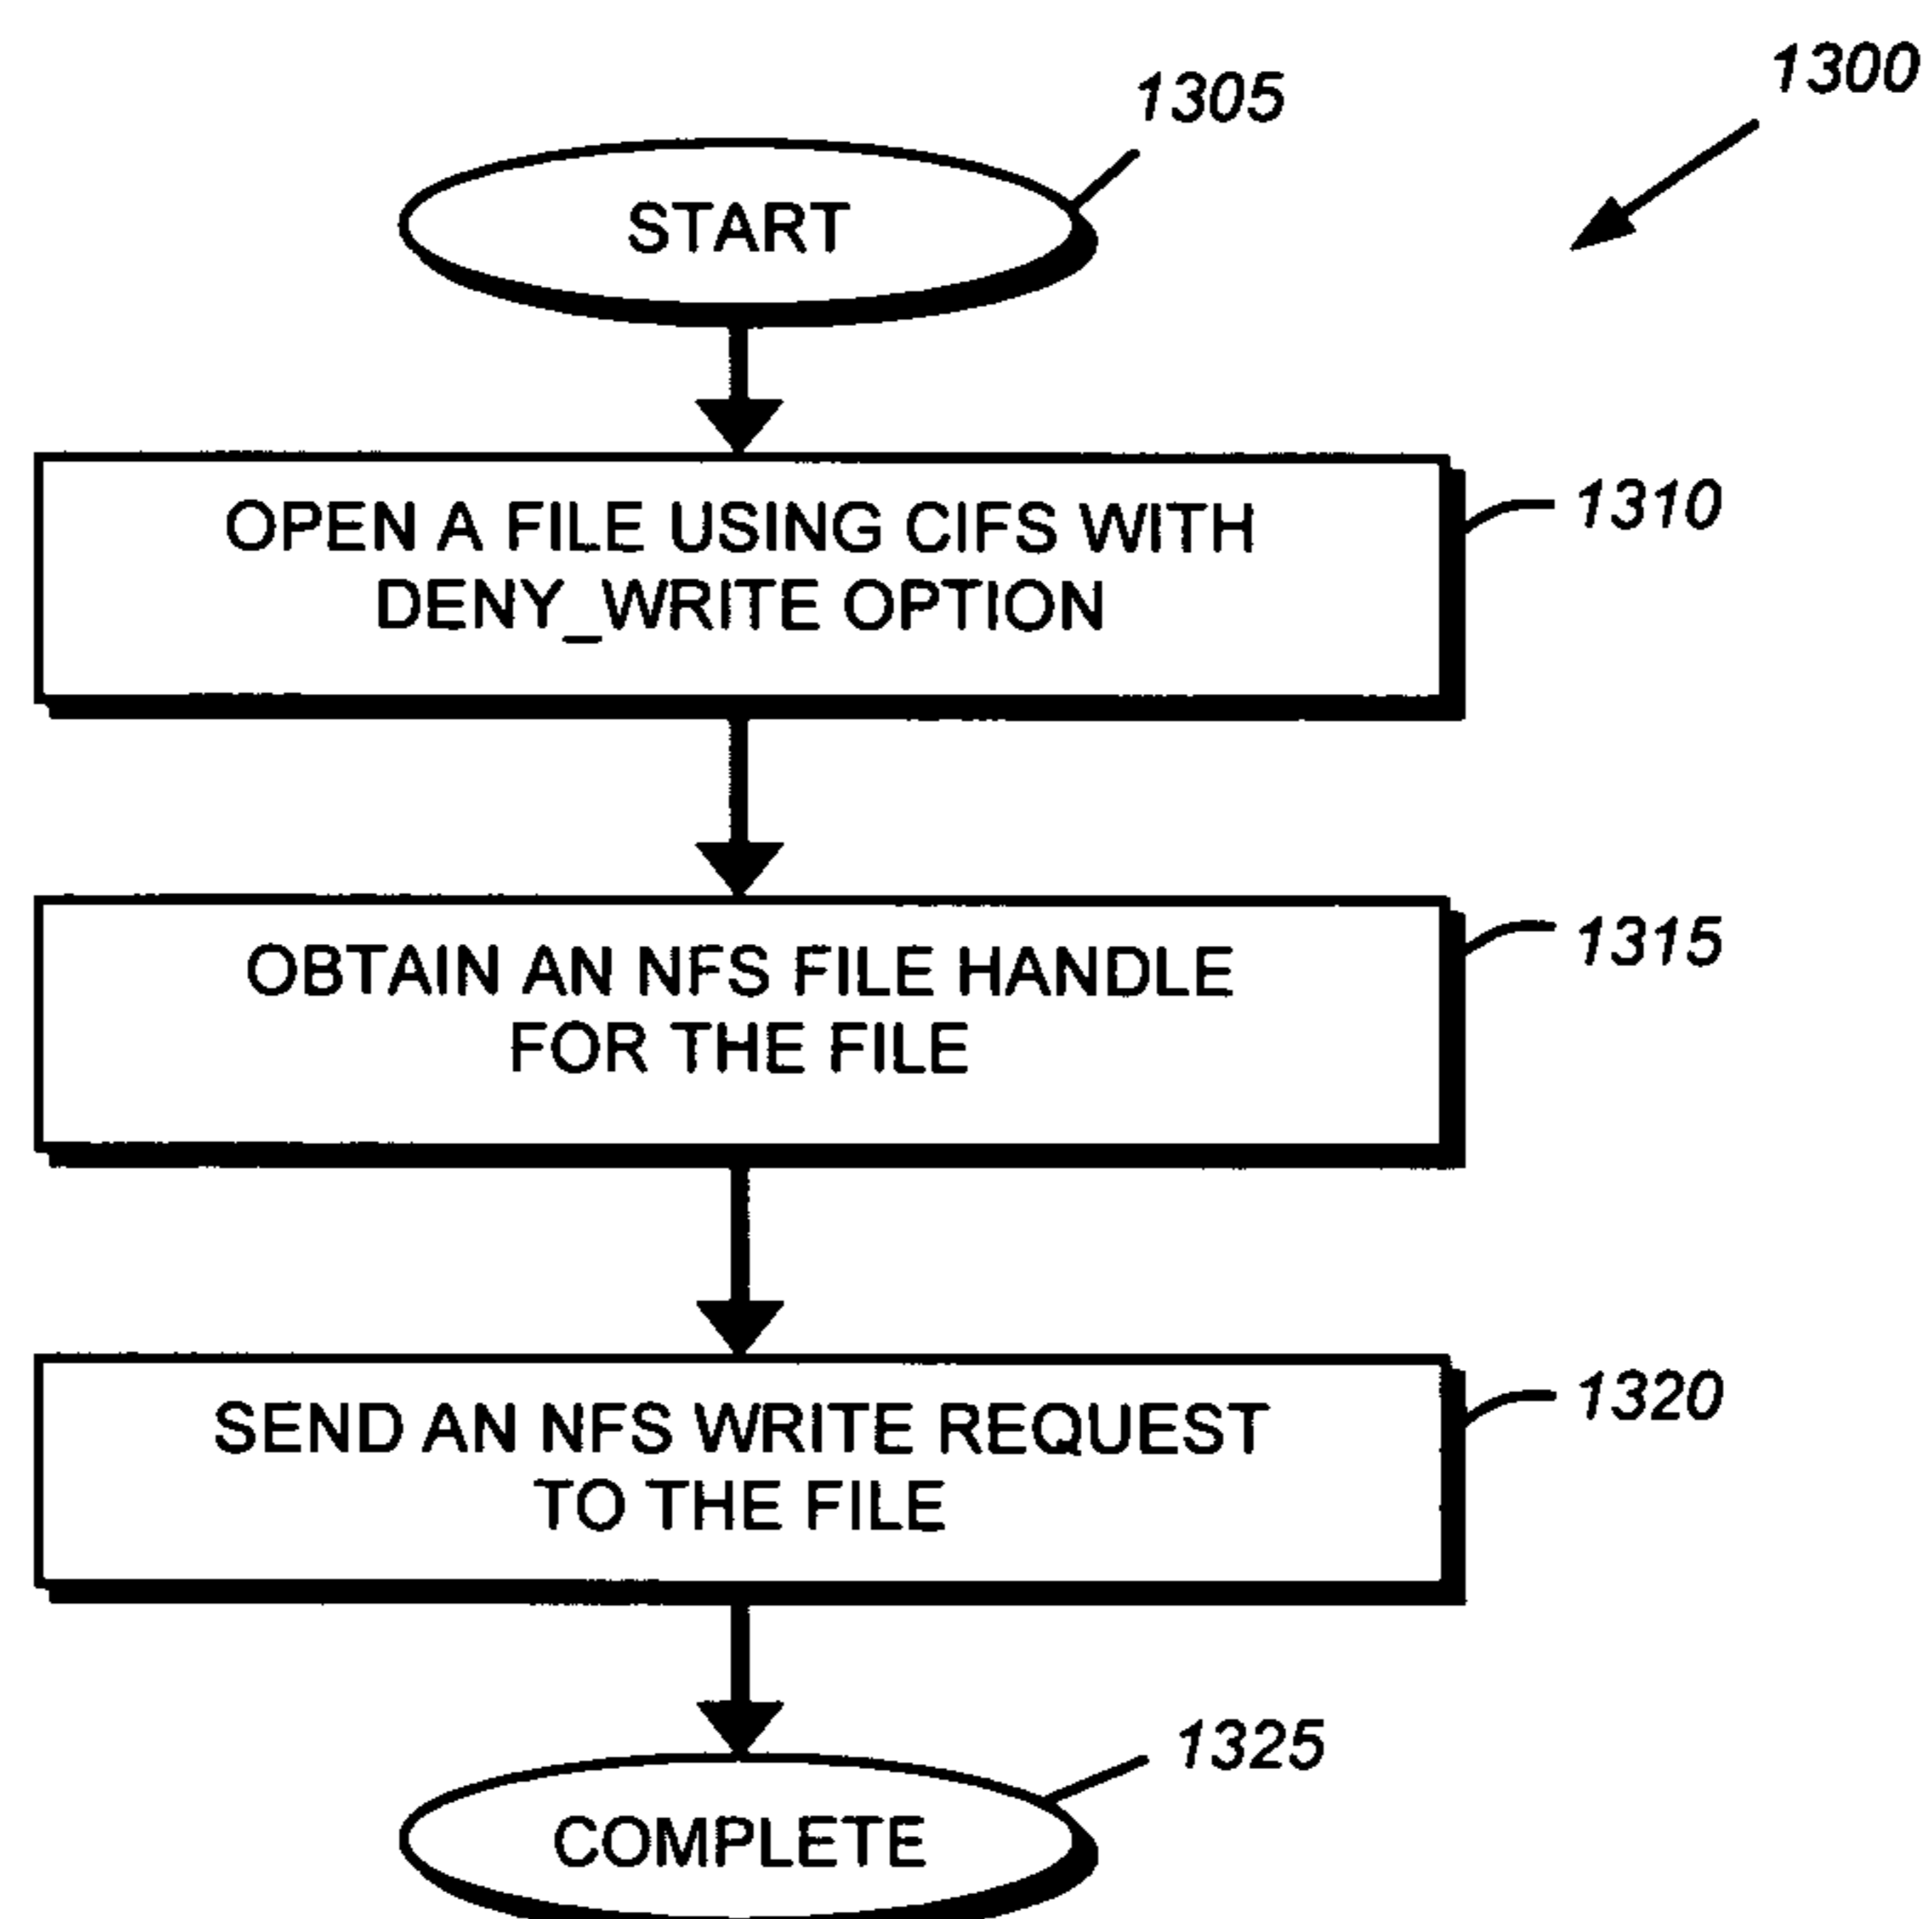 1300
1305
START
OPEN A FILE USING CIFS WITH
DENY_WRITE OPTION
1310
OBTAIN AN NFS FILE HANDLE
FOR THE FILE
1315
SEND AN NFS WRITE REQUEST
TO THE FILE
1320
1325
COMPLETE